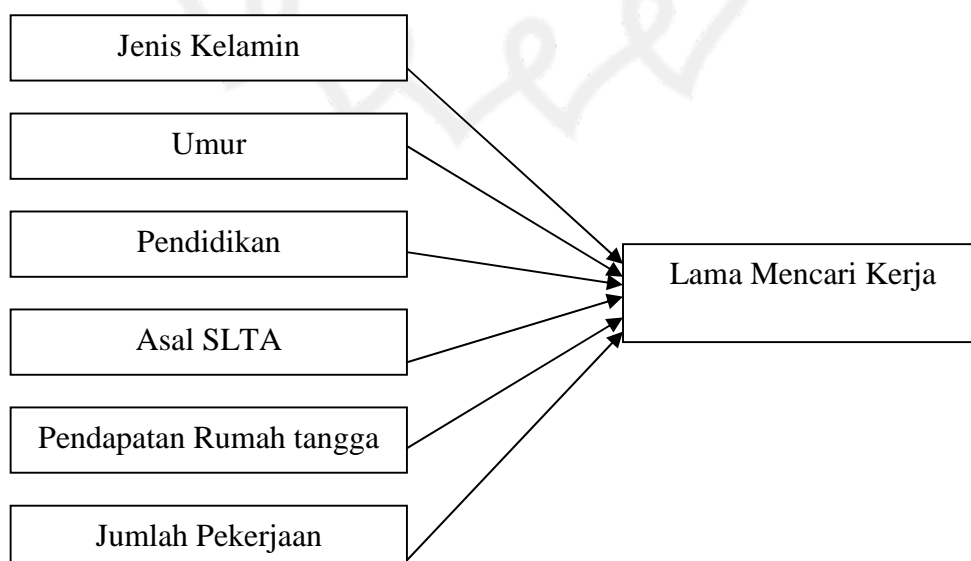 Jenis Kelamin
Umur
Pendidikan
Lama Mencari Kerja
Asal SLTA
Pendapatan Rumah tangga
Jumlah Pekerjaan